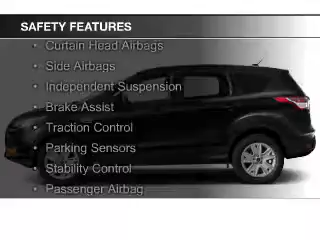 SAFETY FEATURES
• Curtain Head Airbags
• Side Airbags
• Independent Suspension
• Brake Assist
• Traction Control
• Parking Sensors
• Stability Control
• Passenger Airbag